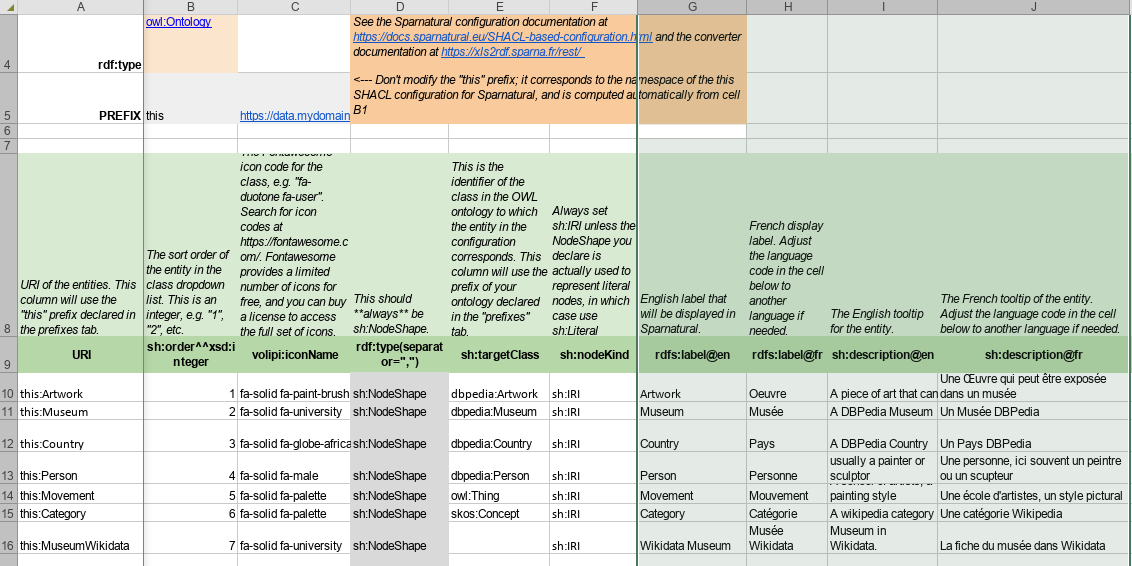 A B C D E F G H I J
4
owl:Ontology
rdf:type
See the Sparnatural configuration documentation at
https://docs.sparnatural.eu/SHACL-based-configuration.html and the converter
documentation at https://xls2rdf.sparna.fr/rest/
<--- Don't modify the "this" prefix; it corresponds to the namespace of the this
SHACL configuration for Sparnatural, and is computed automatically from cell
B1
5 PREFIX this https://data.mydomain
6
7
8
URI of the entities. This
column will use the
"this" prefix declared in
the prefixes tab.
The sort order of
the entity in the
class dropdown
list. This is an
integer, e.g. "1",
"2", etc.
The Fontawesome
icon code for the
class, e.g. "fa-
duotone fa-user".
Search for icon
codes at
https://fontawesome.c
om/. Fontawesome
provides a limited
number of icons for
free, and you can buy
a license to access
the full set of icons.
This should
**always** be
sh:NodeShape.
This is the
identifier of the
class in the OWL
ontology to which
the entity in the
configuration
corresponds. This
column will use the
prefix of your
ontology declared
in the "prefixes"
tab.
Always set
sh:IRI unless the
NodeShape you
declare is
actually used to
represent literal
nodes, in which
case use
sh:Literal
English label that
will be displayed in
Sparnatural.
French display
label. Adjust
the language
code in the cell
below to
another
language if
needed.
The English tooltip
for the entity.
The French tooltip of the entity.
Adjust the language code in the cell
below to another language if needed.
9
URI
sh:order^^xsd:i
nteger
volipi:iconName
rdf:type(separat
or=",")
sh:targetClass
sh:nodeKind
rdfs:label@en
rdfs:label@fr
sh:description@en
sh:description@fr
10 this:Artwork 1 fa-solid fa-paint-brush sh:NodeShape dbpedia:Artwork sh:IRI Artwork Oeuvre A piece of art that can
Une Œuvre qui peut être exposée
dans un musée
11 this:Museum 2 fa-solid fa-university sh:NodeShape dbpedia:Museum sh:IRI Museum Musée A DBPedia Museum Un Musée DBPedia
12 this:Country 3 fa-solid fa-globe-africa sh:NodeShape dbpedia:Country sh:IRI Country Pays A DBPedia Country Un Pays DBPedia
13 this:Person 4 fa-solid fa-male sh:NodeShape dbpedia:Person sh:IRI Person Personne
usually a painter or
sculptor
Une personne, ici souvent un peintre
ou un scupteur
14 this:Movement 5 fa-solid fa-palette sh:NodeShape owl:Thing sh:IRI Movement Mouvement
painting style
Une école d'artistes, un style pictural
15 this:Category 6 fa-solid fa-palette sh:NodeShape skos:Concept sh:IRI Category Catégorie A wikipedia category Une catégorie Wikipedia
16 this:MuseumWikidata 7 fa-solid fa-university sh:NodeShape sh:IRI Wikidata Museum
Musée
Wikidata
Museum in
Wikidata.
La fiche du musée dans Wikidata